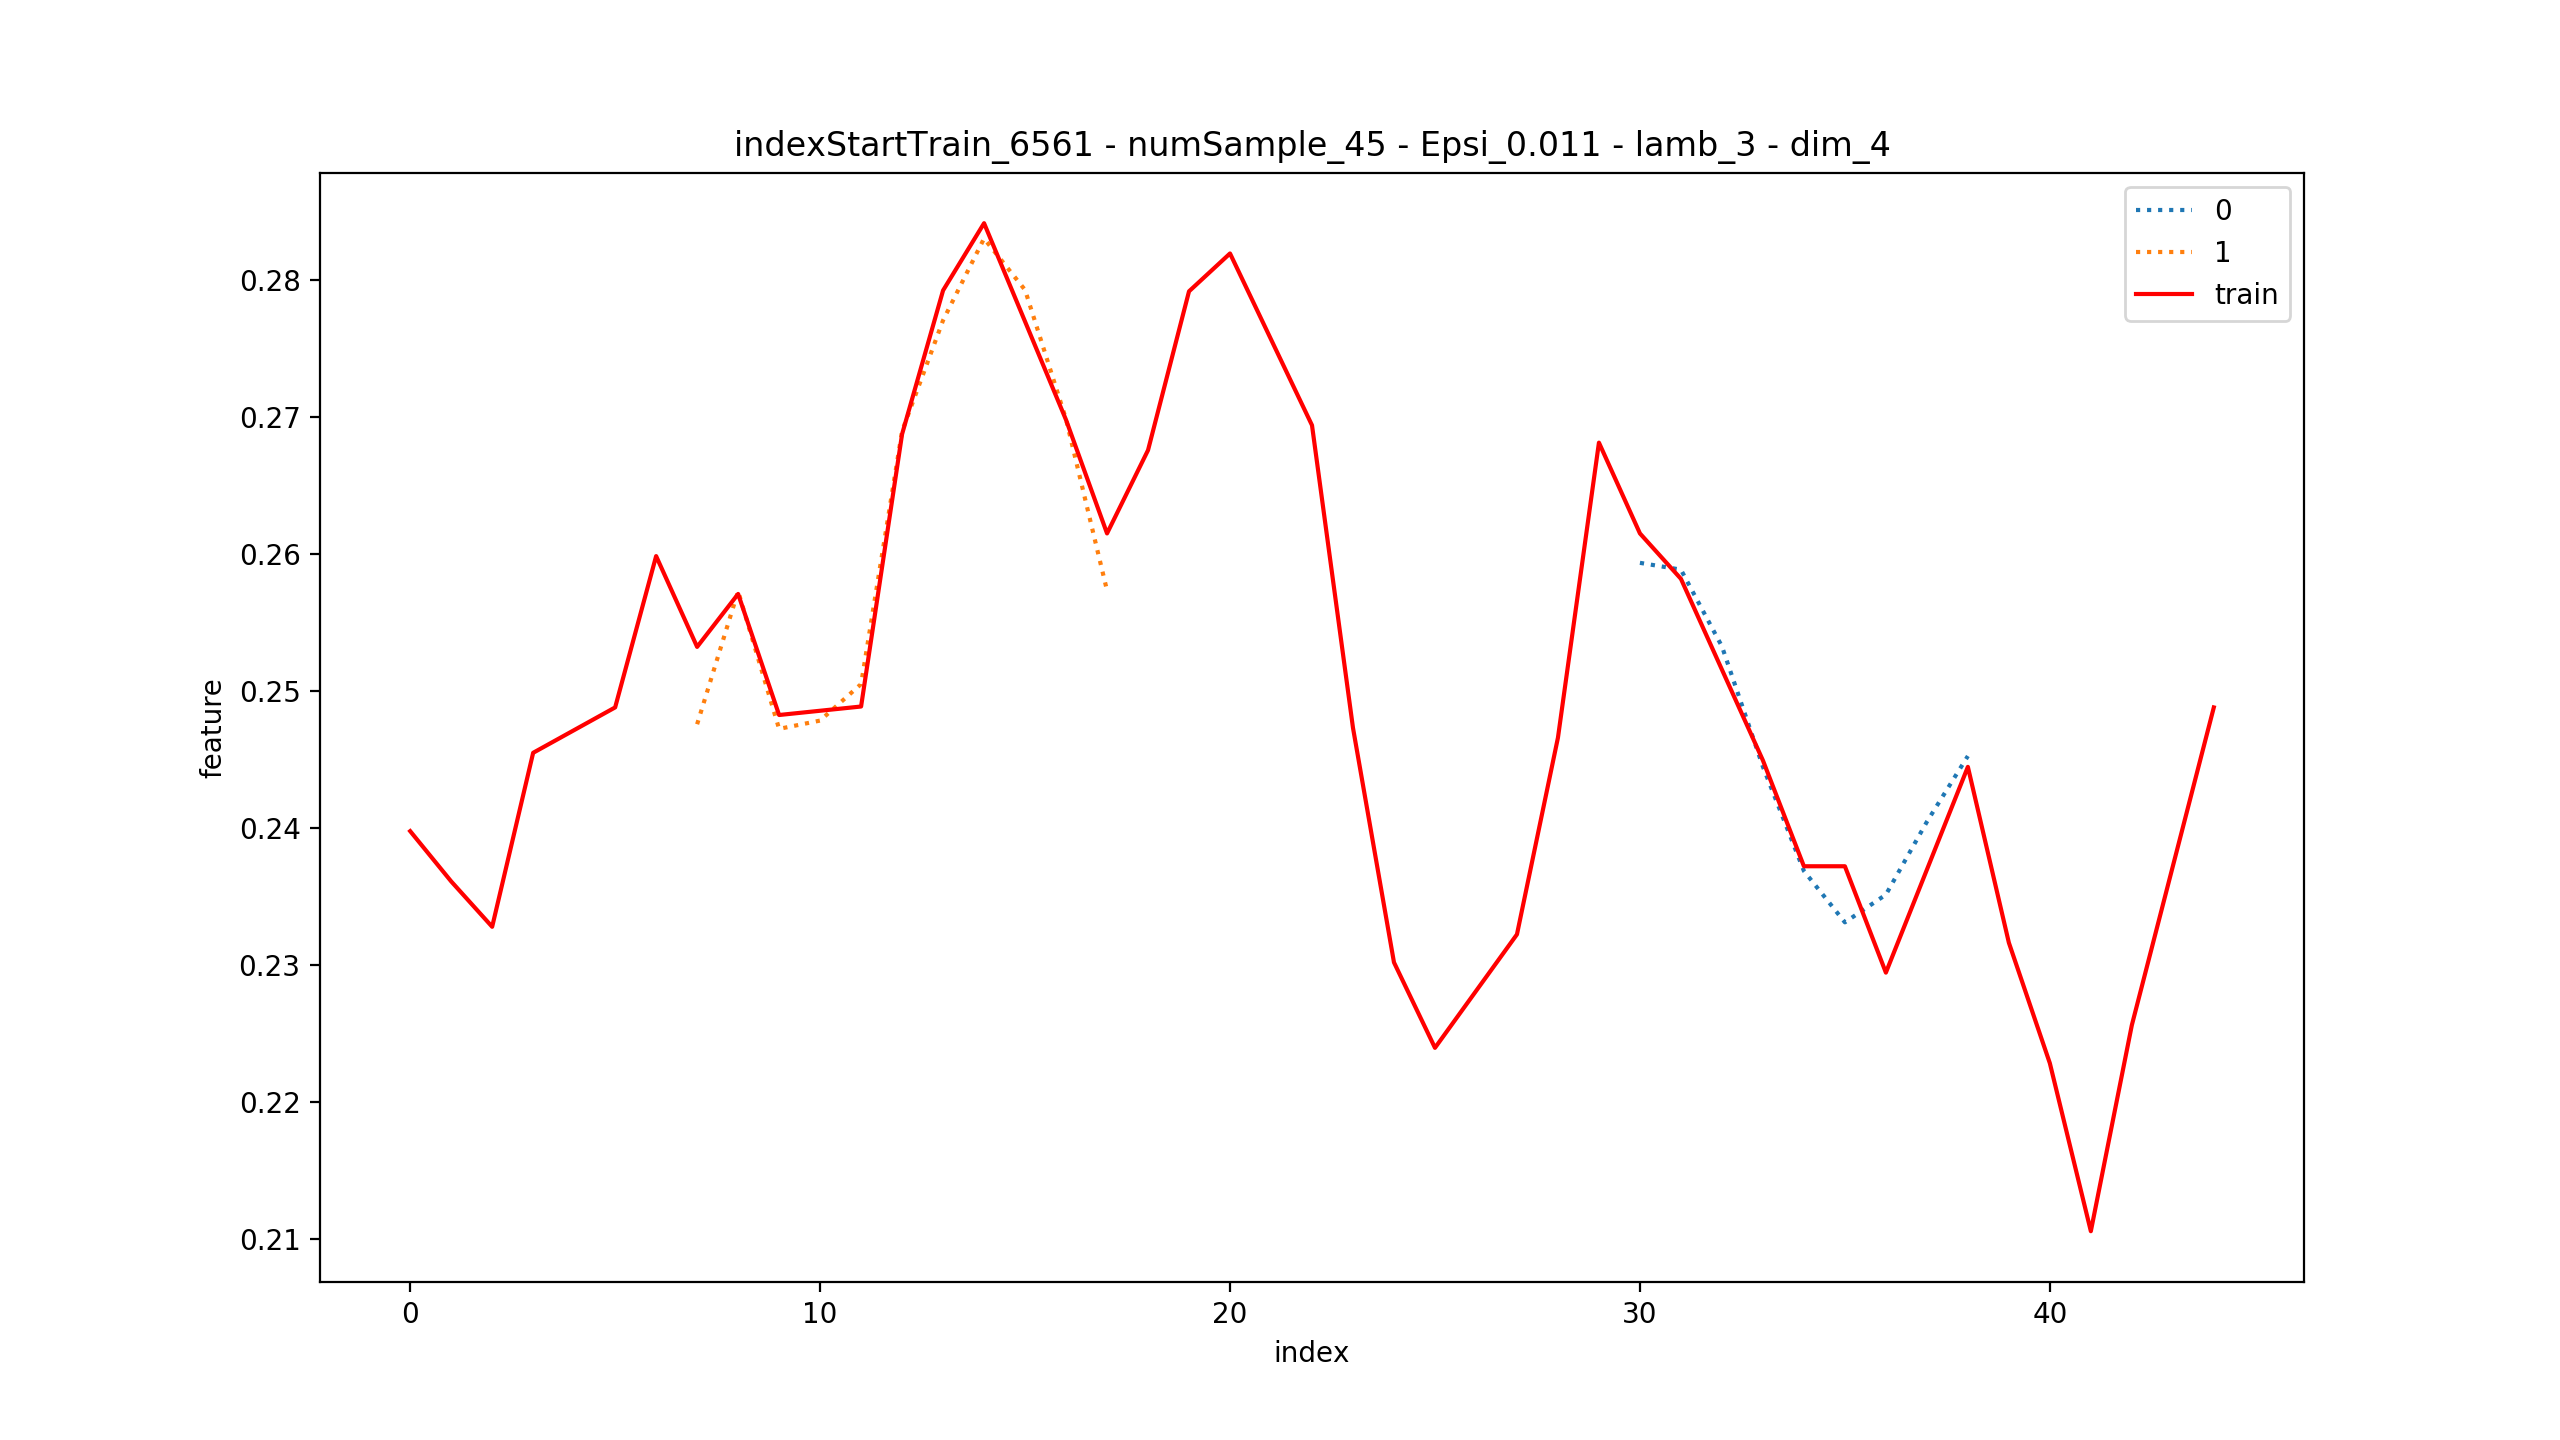 indexStartTrain_6561 - numSample_45 - Epsi_0.011 - lamb_3 - dim_4
0
1
train
0.28
0.27
0.26
0.25
0.24
0.23
0.22
0.21
feature
0 10 20 30 40
index